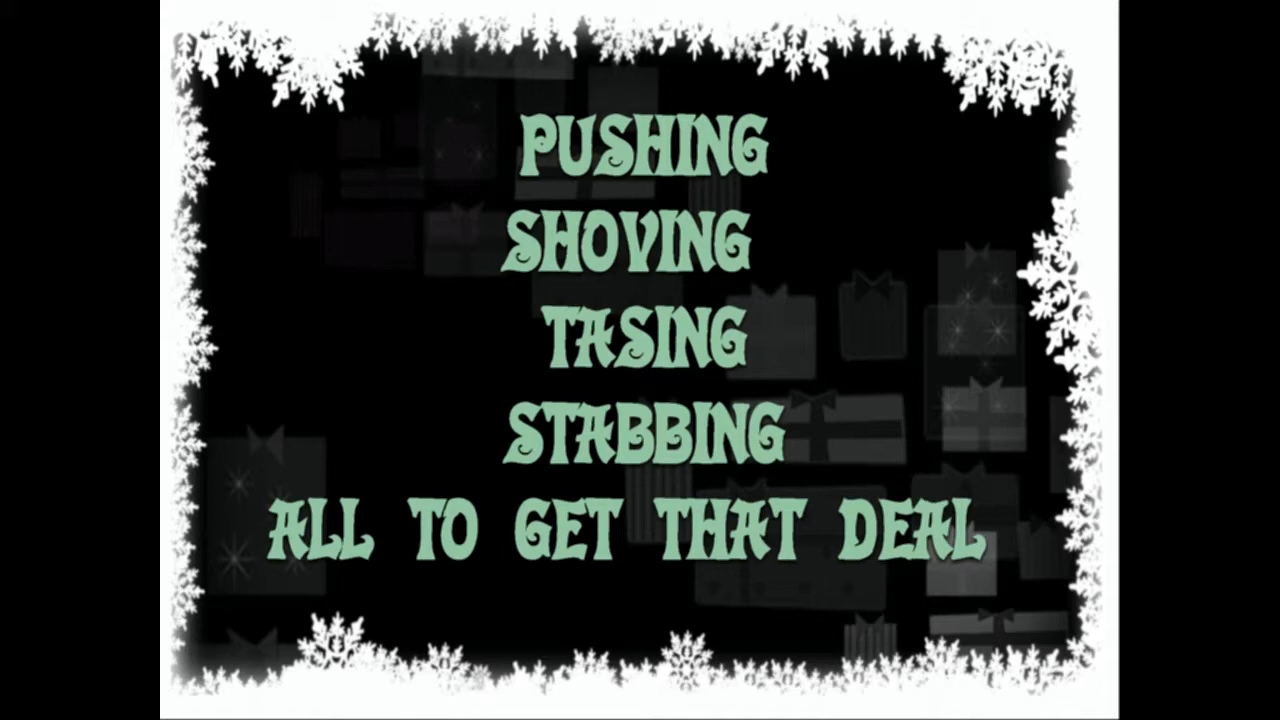 PUSHING
SHOVING
TASING
STABBING
ALL TO GET THAT DEAL